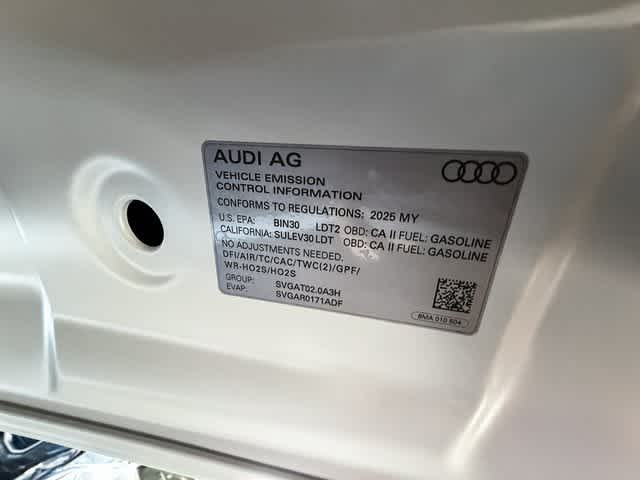 AUDI AG
VEHICLE EMISSION
CONTROL INFORMATION
CONFORMS TO REGULATIONS: 2025 MY
U.S. EPA: BIN30 LDT2 OBD: CA II FUEL: GASOLINE
CALIFORNIA: SULEV30 LDT OBD: CA II FUEL: GASOLINE
NO ADJUSTMENTS NEEDED.
DFI/AIR/TC/CAC/TWC(2)/GPF/
WR-HO2S/HO2S
GROUP: SVGAT02.0A3H
EVAP: SVGAR0171ADF
8MA 010 604